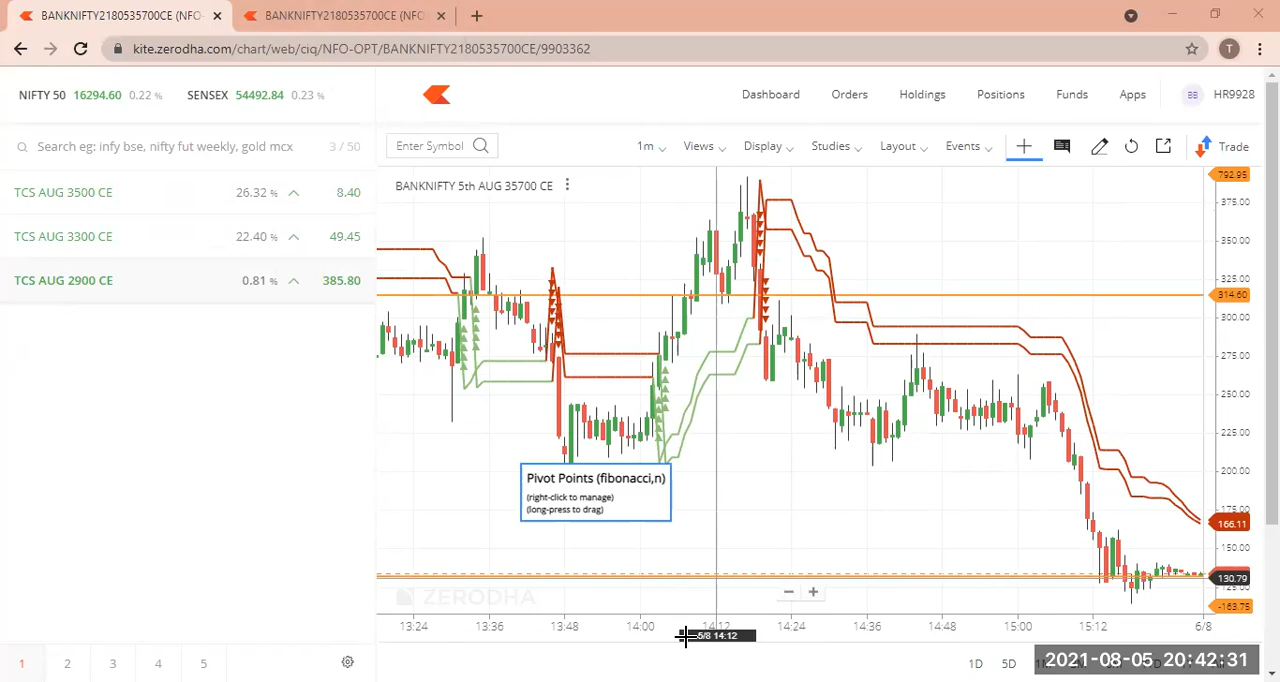 BANKNIFTY2180535700CE (NFO-
BANKNIFTY2180535700CE (NFO
kite.zerodha.com/chart/web/ciq/NFO-OPT/BANKNIFTY2180535700CE/9903362
T
NIFTY 50 16294.60 0.22 % SENSEX 54492.84 0.23 %
Dashboard Orders Holdings Positions Funds Apps BB HR9928
Search eg: infy bse, nifty fut weekly, gold mcx 3 / 50
Enter Symbol 1m Views Display Studies Layout Events Trade
TCS AUG 3500 CE 26.32 % 8.40
TCS AUG 3300 CE 22.40 % 49.45
TCS AUG 2900 CE 0.81 % 385.80
BANKNIFTY 5th AUG 35700 CE
792.95
375.00
350.00
325.00
314.60
300.00
275.00
250.00
225.00
200.00
175.00
166.11
150.00
130.79
125.00
-163.75
Pivot Points (fibonacci,n)
(right-click to manage)
(long-press to drag)
ZERODHA
13:24 13:36 13:48 14:00 14:12 14:24 14:36 14:48 15:00 15:12 6/8
5/8 14:12
1 2 3 4 5
1D 5D
2021-08-05 20:42:31